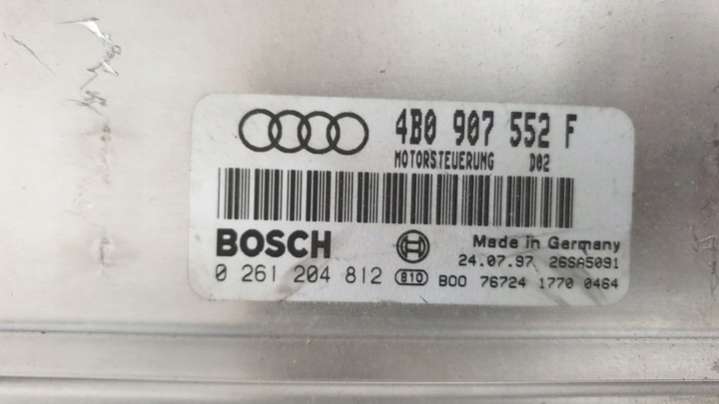 4B0 907 552 F
MOTORSTEUERUNG D02
BOSCH
Made in Germany
24.07.97 26SA5091
0 261 204 812 810 B00 76724 1770 0464